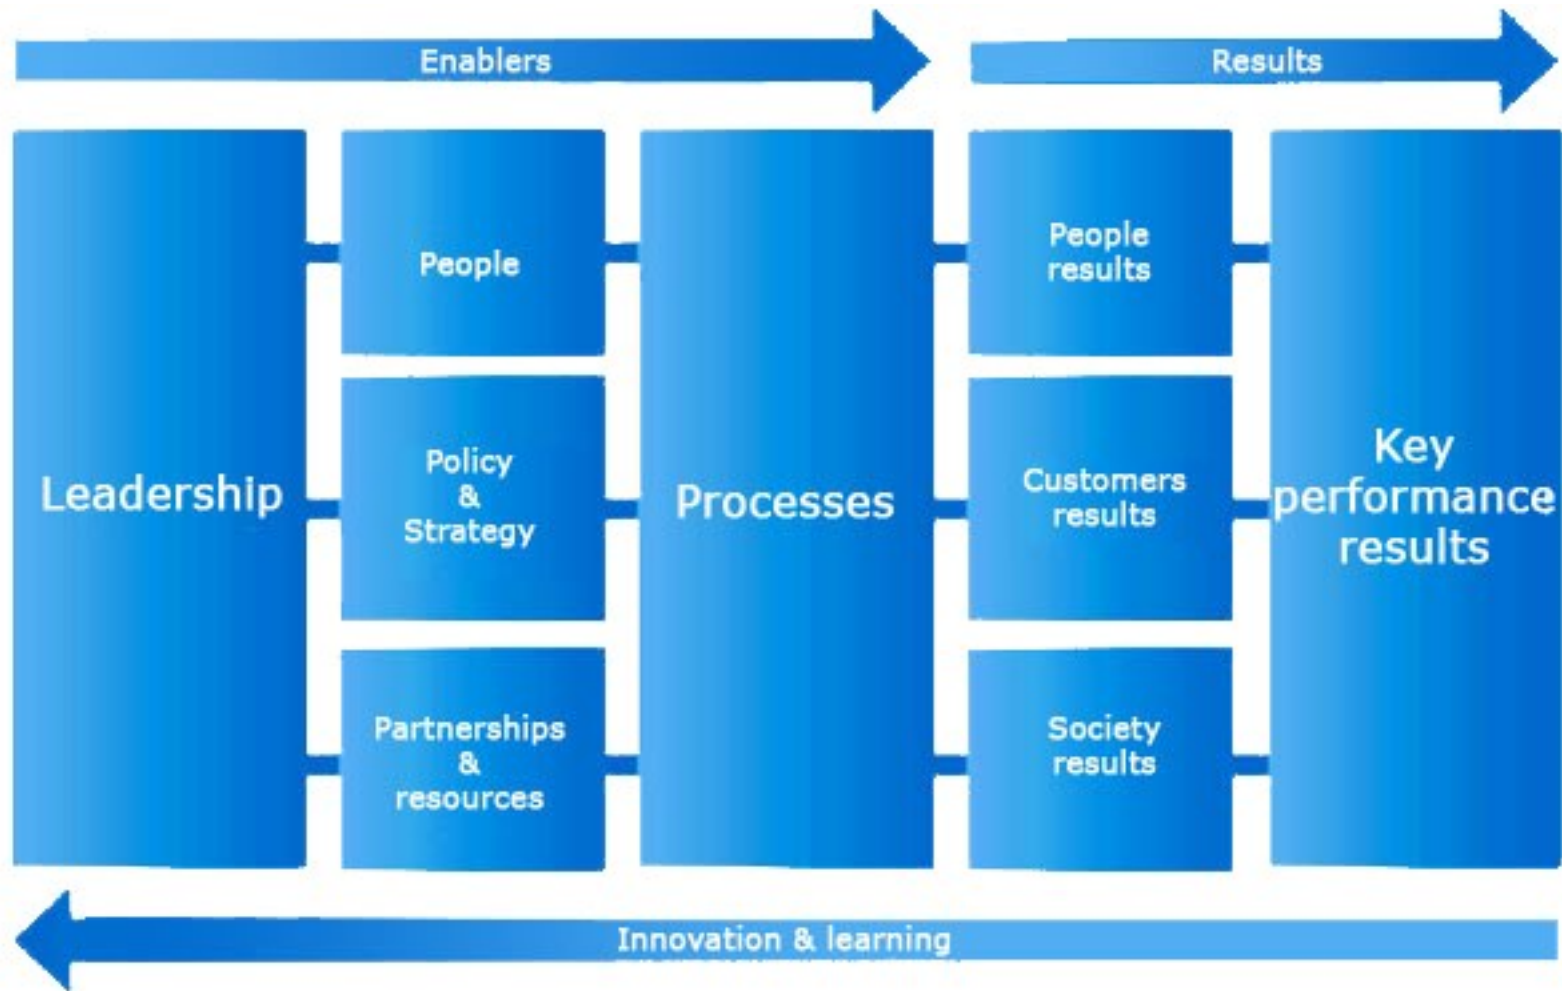 Enablers
Results
Leadership
People
Policy
&
Strategy
Partnerships
&
resources
Processes
People
results
Customers
results
Society
results
Key
performance
results
Innovation & learning